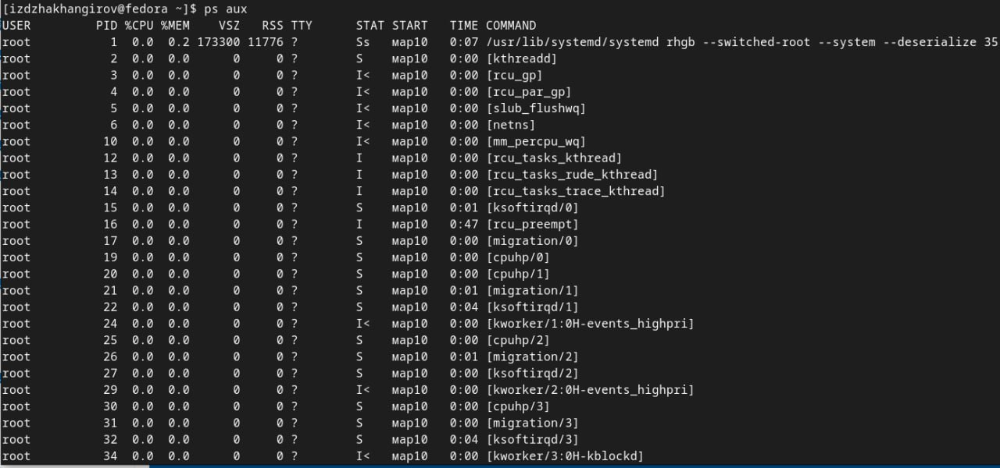 [izdzhakhangirov@fedora ~]$ ps aux
USER         PID %CPU %MEM    VSZ   RSS TTY      STAT START   TIME COMMAND
root           1  0.0  0.2 173300 11776 ?        Ss   мар10   0:07 /usr/lib/systemd/systemd rhgb --switched-root --system --deserialize 35
root           2  0.0  0.0      0     0 ?        S    мар10   0:00 [kthreadd]
root           3  0.0  0.0      0     0 ?        I<   мар10   0:00 [rcu_gp]
root           4  0.0  0.0      0     0 ?        I<   мар10   0:00 [rcu_par_gp]
root           5  0.0  0.0      0     0 ?        I<   мар10   0:00 [slub_flushwq]
root           6  0.0  0.0      0     0 ?        I<   мар10   0:00 [netns]
root          10  0.0  0.0      0     0 ?        I<   мар10   0:00 [mm_percpu_wq]
root          12  0.0  0.0      0     0 ?        I    мар10   0:00 [rcu_tasks_kthread]
root          13  0.0  0.0      0     0 ?        I    мар10   0:00 [rcu_tasks_rude_kthread]
root          14  0.0  0.0      0     0 ?        I    мар10   0:00 [rcu_tasks_trace_kthread]
root          15  0.0  0.0      0     0 ?        S    мар10   0:01 [ksoftirqd/0]
root          16  0.0  0.0      0     0 ?        I    мар10   0:47 [rcu_preempt]
root          17  0.0  0.0      0     0 ?        S    мар10   0:00 [migration/0]
root          19  0.0  0.0      0     0 ?        S    мар10   0:00 [cpuhp/0]
root          20  0.0  0.0      0     0 ?        S    мар10   0:00 [cpuhp/1]
root          21  0.0  0.0      0     0 ?        S    мар10   0:01 [migration/1]
root          22  0.0  0.0      0     0 ?        S    мар10   0:04 [ksoftirqd/1]
root          24  0.0  0.0      0     0 ?        I<   мар10   0:00 [kworker/1:0H-events_highpri]
root          25  0.0  0.0      0     0 ?        S    мар10   0:00 [cpuhp/2]
root          26  0.0  0.0      0     0 ?        S    мар10   0:01 [migration/2]
root          27  0.0  0.0      0     0 ?        S    мар10   0:00 [ksoftirqd/2]
root          29  0.0  0.0      0     0 ?        I<   мар10   0:00 [kworker/2:0H-events_highpri]
root          30  0.0  0.0      0     0 ?        S    мар10   0:00 [cpuhp/3]
root          31  0.0  0.0      0     0 ?        S    мар10   0:00 [migration/3]
root          32  0.0  0.0      0     0 ?        S    мар10   0:04 [ksoftirqd/3]
root          34  0.0  0.0      0     0 ?        I<   мар10   0:00 [kworker/3:0H-kblockd]